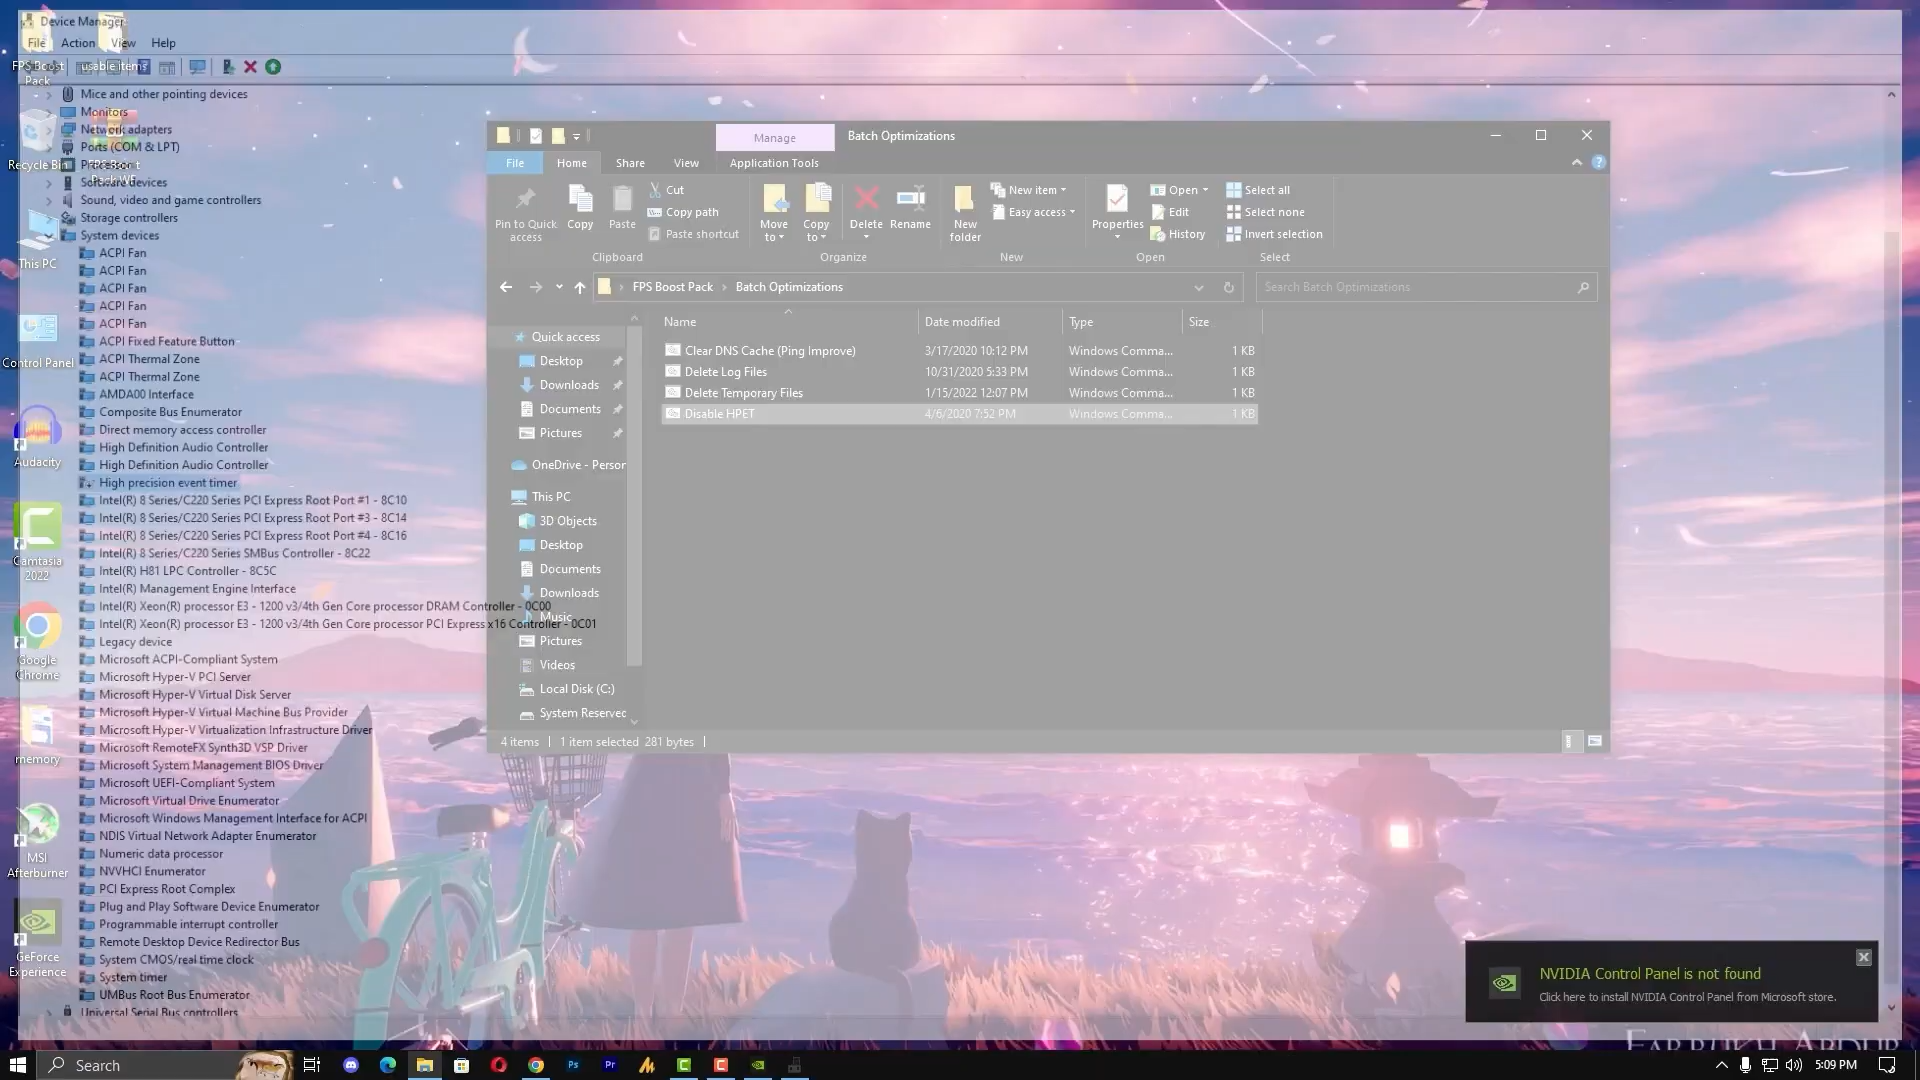 Device Manager
File Action View Help
FPS Boost Pack
usable items
Mice and other pointing devices
Monitors
Network adapters
Ports (COM & LPT)
Recycle Bin
Software devices
Sound, video and game controllers
Storage controllers
System devices
ACPI Fan
This PC
ACPI Fan
ACPI Fan
ACPI Fan
ACPI Fan
ACPI Fixed Feature Button
Control Panel
ACPI Thermal Zone
ACPI Thermal Zone
AMDA00 Interface
Composite Bus Enumerator
Direct memory access controller
High Definition Audio Controller
Audacity
High Definition Audio Controller
High precision event timer
Intel(R) 8 Series/C220 Series PCI Express Root Port #1 - 8C10
Intel(R) 8 Series/C220 Series PCI Express Root Port #3 - 8C14
Intel(R) 8 Series/C220 Series PCI Express Root Port #4 - 8C16
Intel(R) 8 Series/C220 Series SMBus Controller - 8C22
Camtasia 2022
Intel(R) H81 LPC Controller - 8C5C
Intel(R) Management Engine Interface
Intel(R) Xeon(R) processor E3 - 1200 v3/4th Gen Core processor DRAM Controller - 0C00
Intel(R) Xeon(R) processor E3 - 1200 v3/4th Gen Core processor PCI Express x16 Controller - 0C01
Legacy device
Google Chrome
Microsoft ACPI-Compliant System
Microsoft Hyper-V PCI Server
Microsoft Hyper-V Virtual Disk Server
Microsoft Hyper-V Virtual Machine Bus Provider
Microsoft Hyper-V Virtualization Infrastructure Driver
Microsoft RemoteFX Synth3D VSP Driver
memory
Microsoft System Management BIOS Driver
Microsoft UEFI-Compliant System
Microsoft Virtual Drive Enumerator
Microsoft Windows Management Interface for ACPI
NDIS Virtual Network Adapter Enumerator
Numeric data processor
MSI Afterburner
NVVHCI Enumerator
PCI Express Root Complex
Plug and Play Software Device Enumerator
Programmable interrupt controller
Remote Desktop Device Redirector Bus
GeForce Experience
System CMOS/real time clock
System timer
UMBus Root Bus Enumerator
Universal Serial Bus controllers
Manage Batch Optimizations
File Home Share View Application Tools
Pin to Quick access
Copy
Paste
Cut
Copy path
Paste shortcut
Clipboard
Move to
Copy to
Delete
Rename
Organize
New folder
New item
Easy access
New
Properties
Open
Edit
History
Open
Select all
Select none
Invert selection
Select
FPS Boost Pack Batch Optimizations
Search Batch Optimizations
Name Date modified Type Size
Clear DNS Cache (Ping Improve) 3/17/2020 10:12 PM Windows Comma... 1 KB
Delete Log Files 10/31/2020 5:33 PM Windows Comma... 1 KB
Delete Temporary Files 1/15/2022 12:07 PM Windows Comma... 1 KB
Disable HPET 4/6/2020 7:52 PM Windows Comma... 1 KB
Quick access
Desktop
Downloads
Documents
Pictures
OneDrive - Person
This PC
3D Objects
Desktop
Documents
Downloads
Music
Pictures
Videos
Local Disk (C:)
System Reserved
4 items 1 item selected 281 bytes
NVIDIA Control Panel is not found
Click here to install NVIDIA Control Panel from Microsoft store.
Search
Ps
Pr
5:09 PM